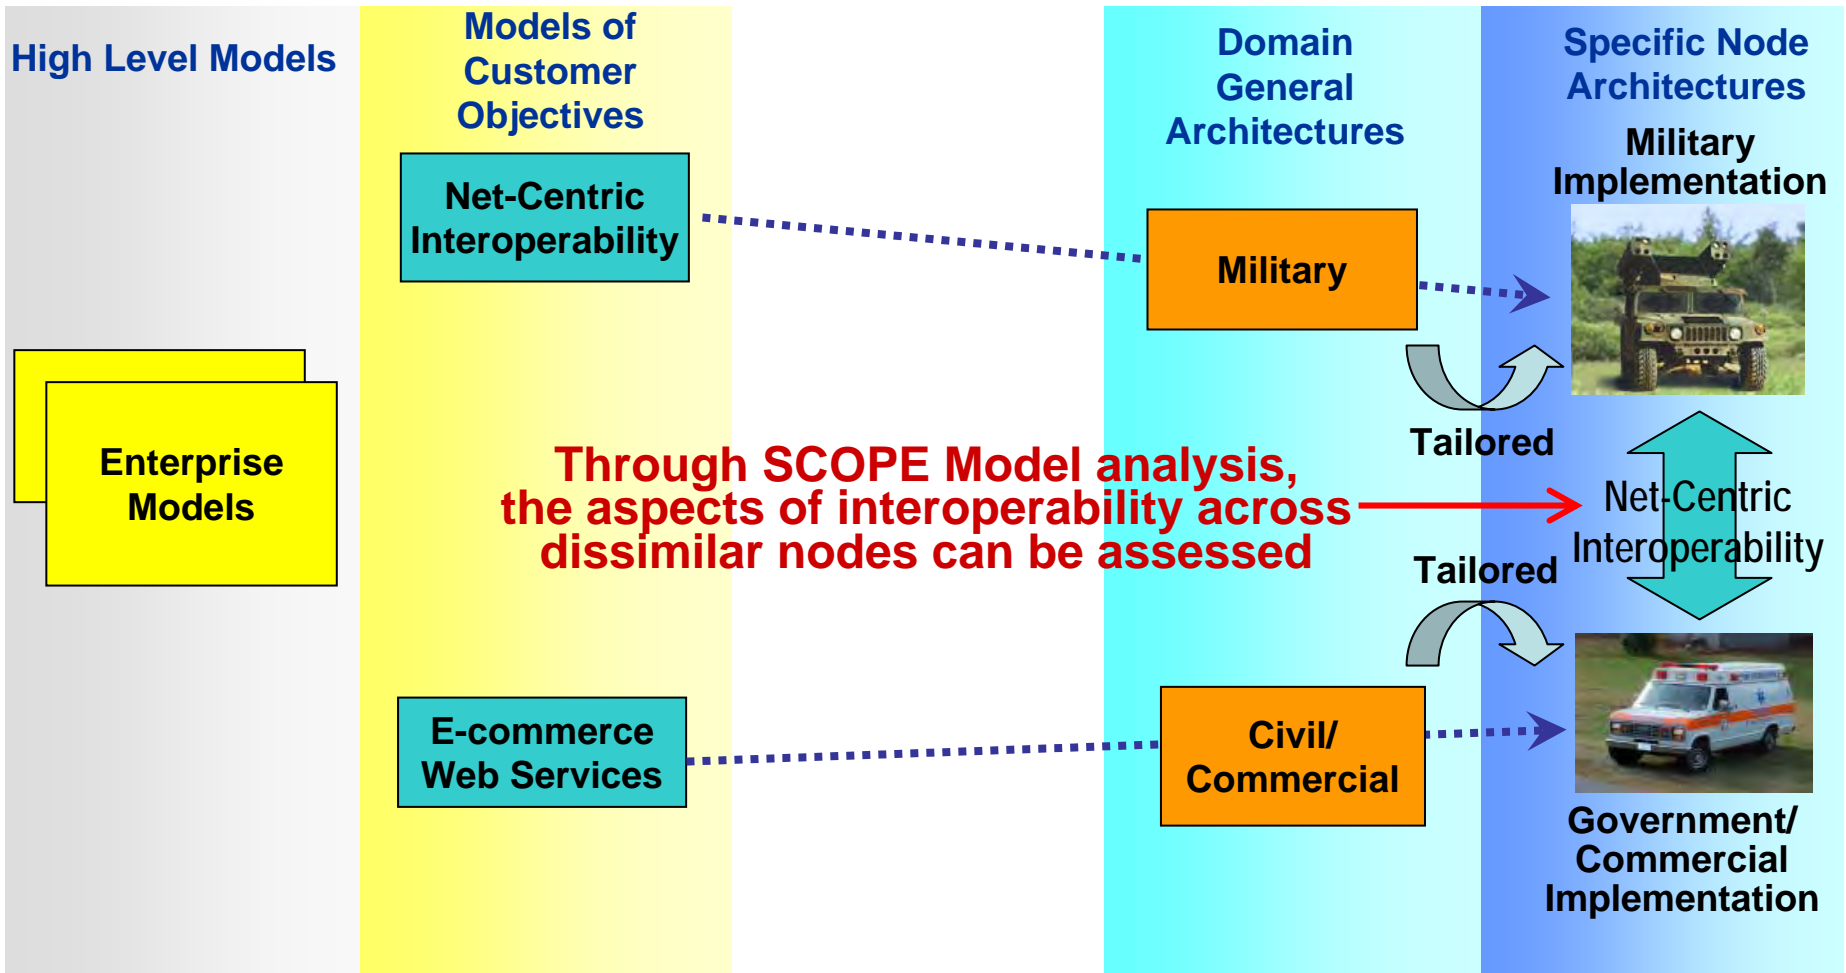 High Level Models
Models of
Customer
Objectives
Domain
General
Architectures
Specific Node
Architectures
Military
Implementation
Net-Centric
Interoperability
Military
Tailored
Enterprise
Models
Through SCOPE Model analysis,
the aspects of interoperability across
dissimilar nodes can be assessed
Net-Centric
Interoperability
Tailored
E-commerce
Web Services
Civil/
Commercial
Government/
Commercial
Implementation